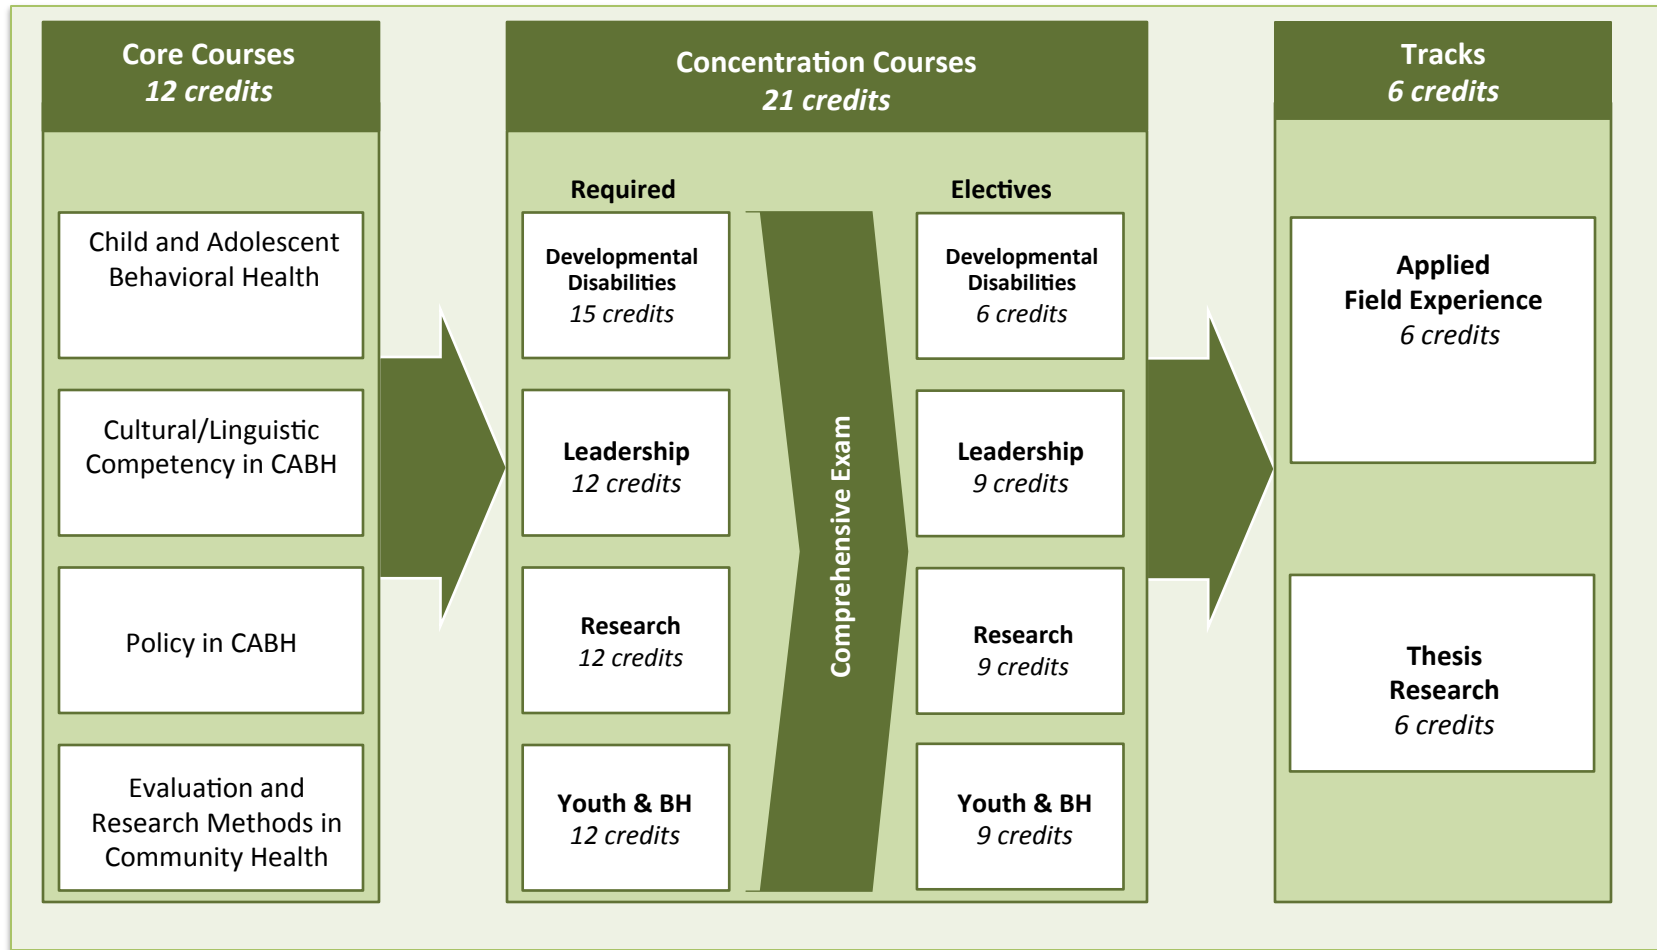 Core Courses
12 credits
Child and Adolescent
Behavioral Health
Cultural/Linguistic
Competency in CABH
Policy in CABH
Evaluation and
Research Methods in
Community Health
Concentration Courses
21 credits
Required
Developmental
Disabilities
15 credits
Leadership
12 credits
Research
12 credits
Youth & BH
12 credits
Comprehensive Exam
Electives
Developmental
Disabilities
6 credits
Leadership
9 credits
Research
9 credits
Youth & BH
9 credits
Tracks
6 credits
Applied
Field Experience
6 credits
Thesis
Research
6 credits